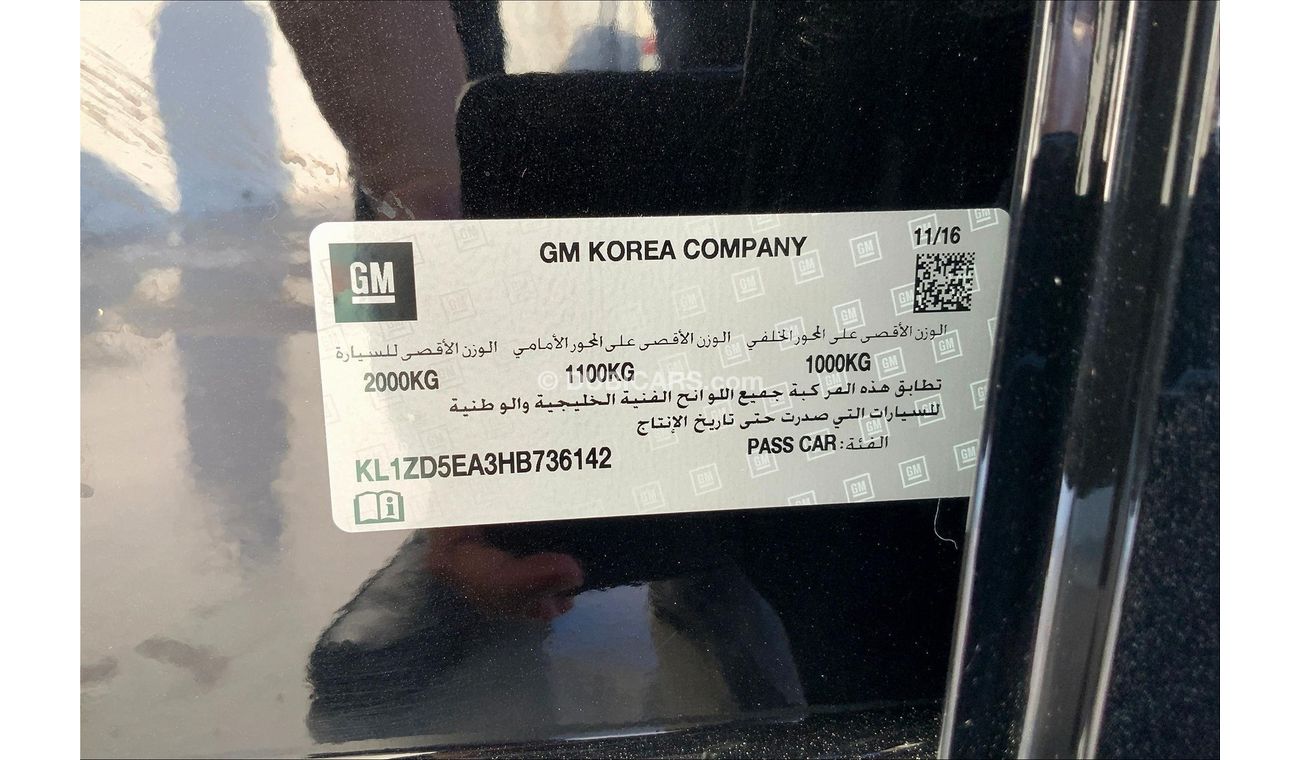 GM
GM KOREA COMPANY
11/16
الوزن الأقصى على المحور الخلفي الوزن الأقصى على المحور الأمامي الوزن الأقصى للسيارة
2000KG 1100KG 1000KG
© DUBICARS.com
تطابق هذه المركبة جميع اللوائح الفنية الخليجية والوطنية
للسيارات التي صدرت حتى تاريخ الإنتاج
الفئة: PASS CAR
KL1ZD5EA3HB736142